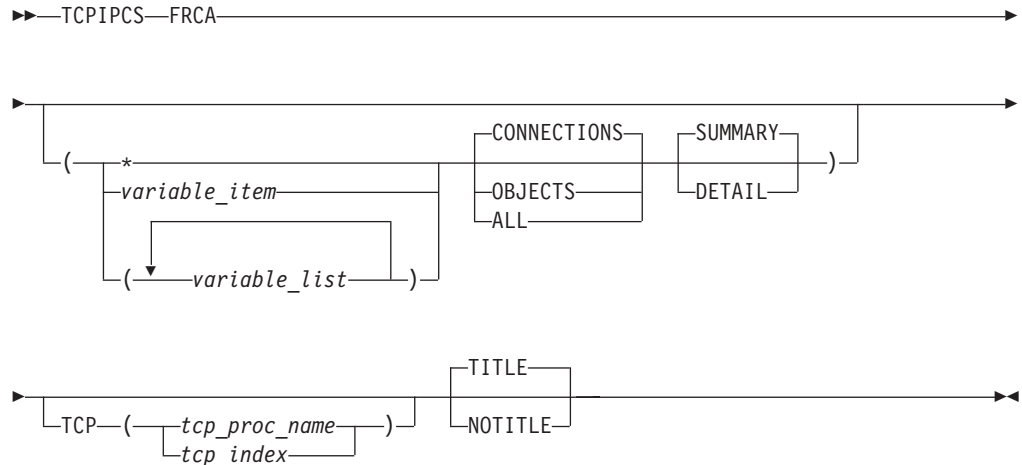 TCPIPCS FRCA
CONNECTIONS SUMMARY
( * )
variable_item OBJECTS DETAIL
ALL
( variable_list )
TITLE
TCP ( tcp_proc_name ) NOTITLE
tcp_index